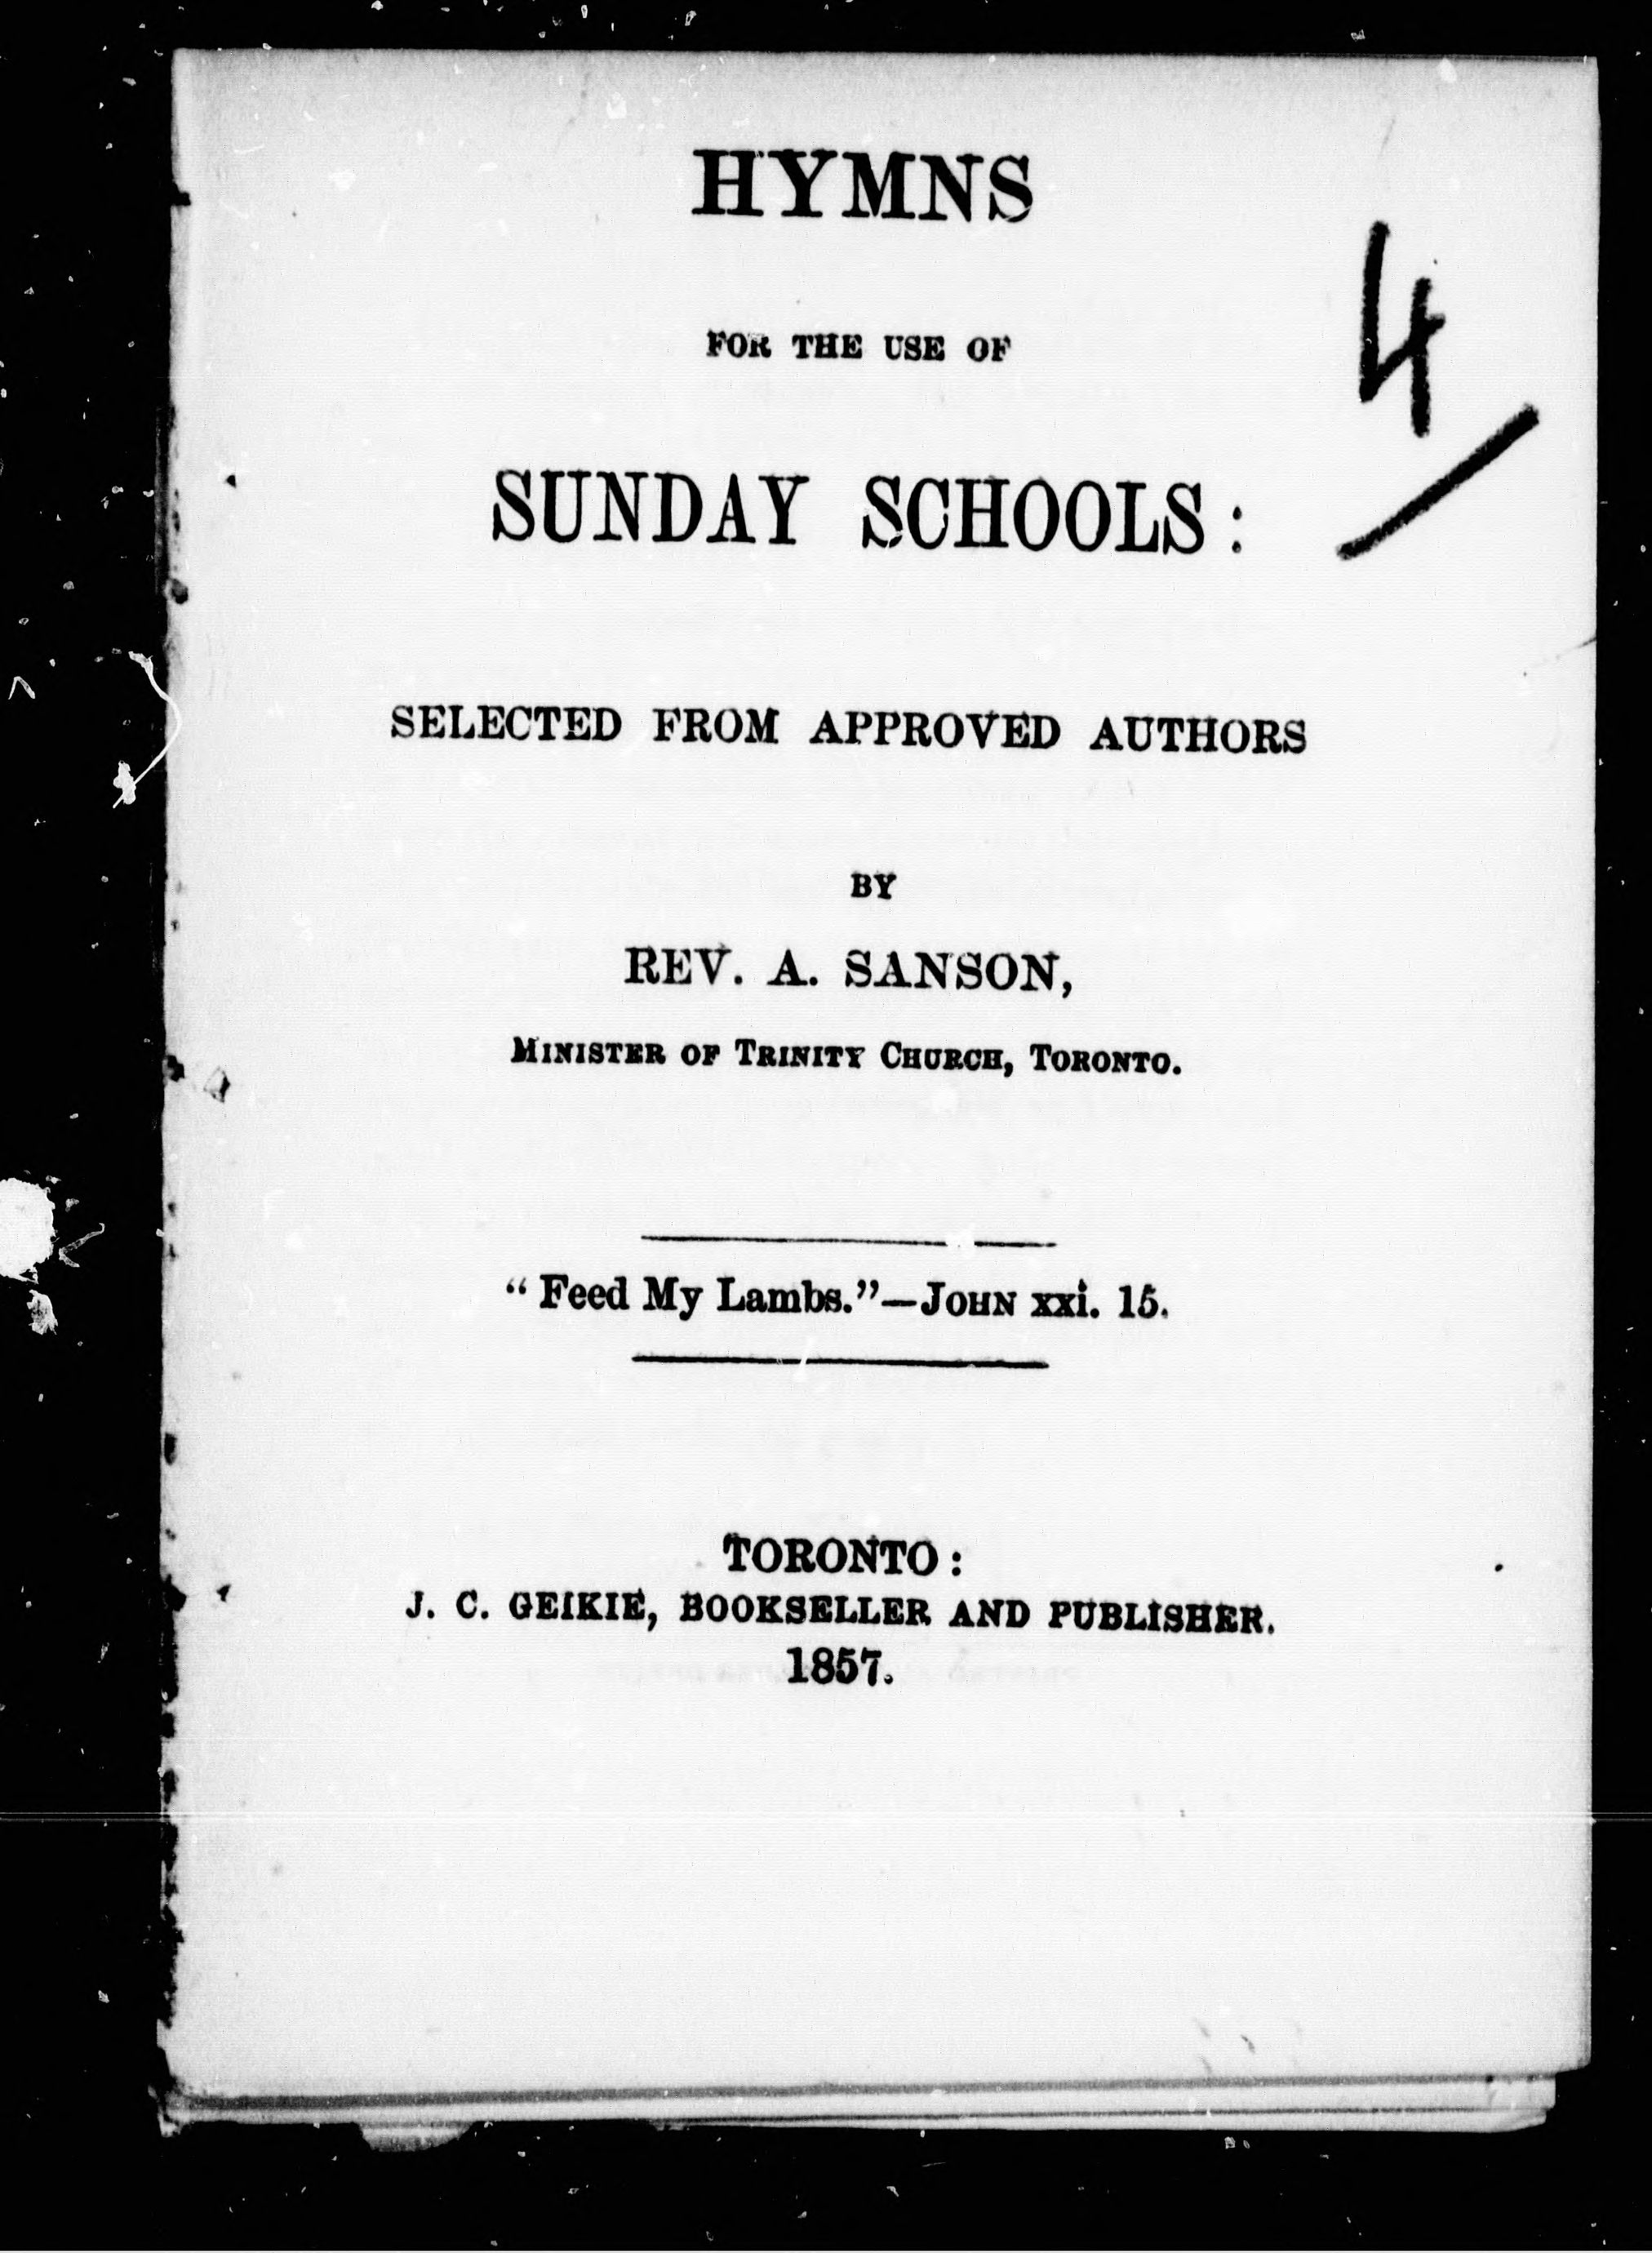 HYMNS
FOR THE USE OF
SUNDAY SCHOOLS:
SELECTED FROM APPROVED AUTHORS
BY
REV. A. SANSON,
MINISTER OF TRINITY CHURCH, TORONTO.
“Feed My Lambs.”—JOHN xxi. 15.
TORONTO:
J. C. GEIKIE, BOOKSELLER AND PUBLISHER.
1857.
4/